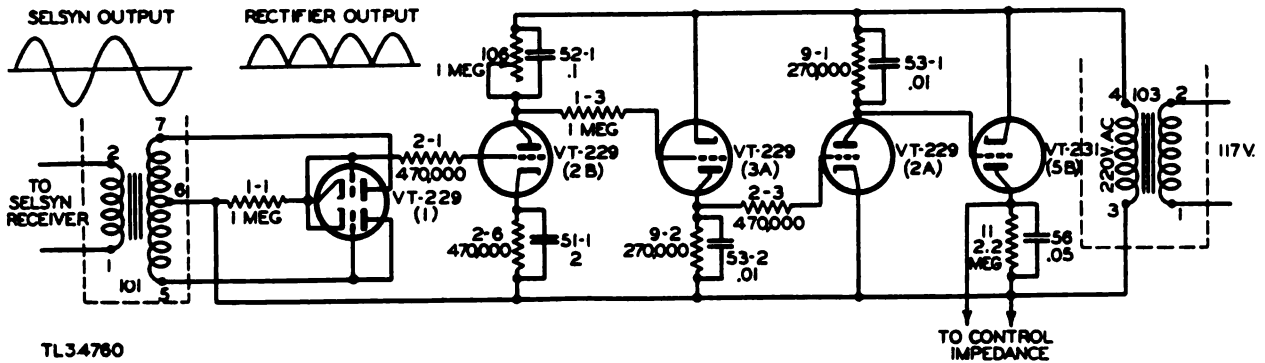 SELSYN OUTPUT
RECTIFIER OUTPUT
106
1 MEG
52-1
.1
1-3
1 MEG
9-1
270,000
53-1
.01
4
103
2
7
2
6
1-1
1 MEG
TO
SELSYN
RECEIVER
1
101
5
VT-229
(1)
2-1
470,000
VT-229
(2B)
2-6
470,000
51-1
2
VT-229
(3A)
2-3
470,000
9-2
270,000
53-2
.01
VT-229
(2A)
VT-231
(5B)
220V. AC
117 V.
3
1
11
2.2
MEG
56
.05
TO CONTROL
IMPEDANCE
TL34760